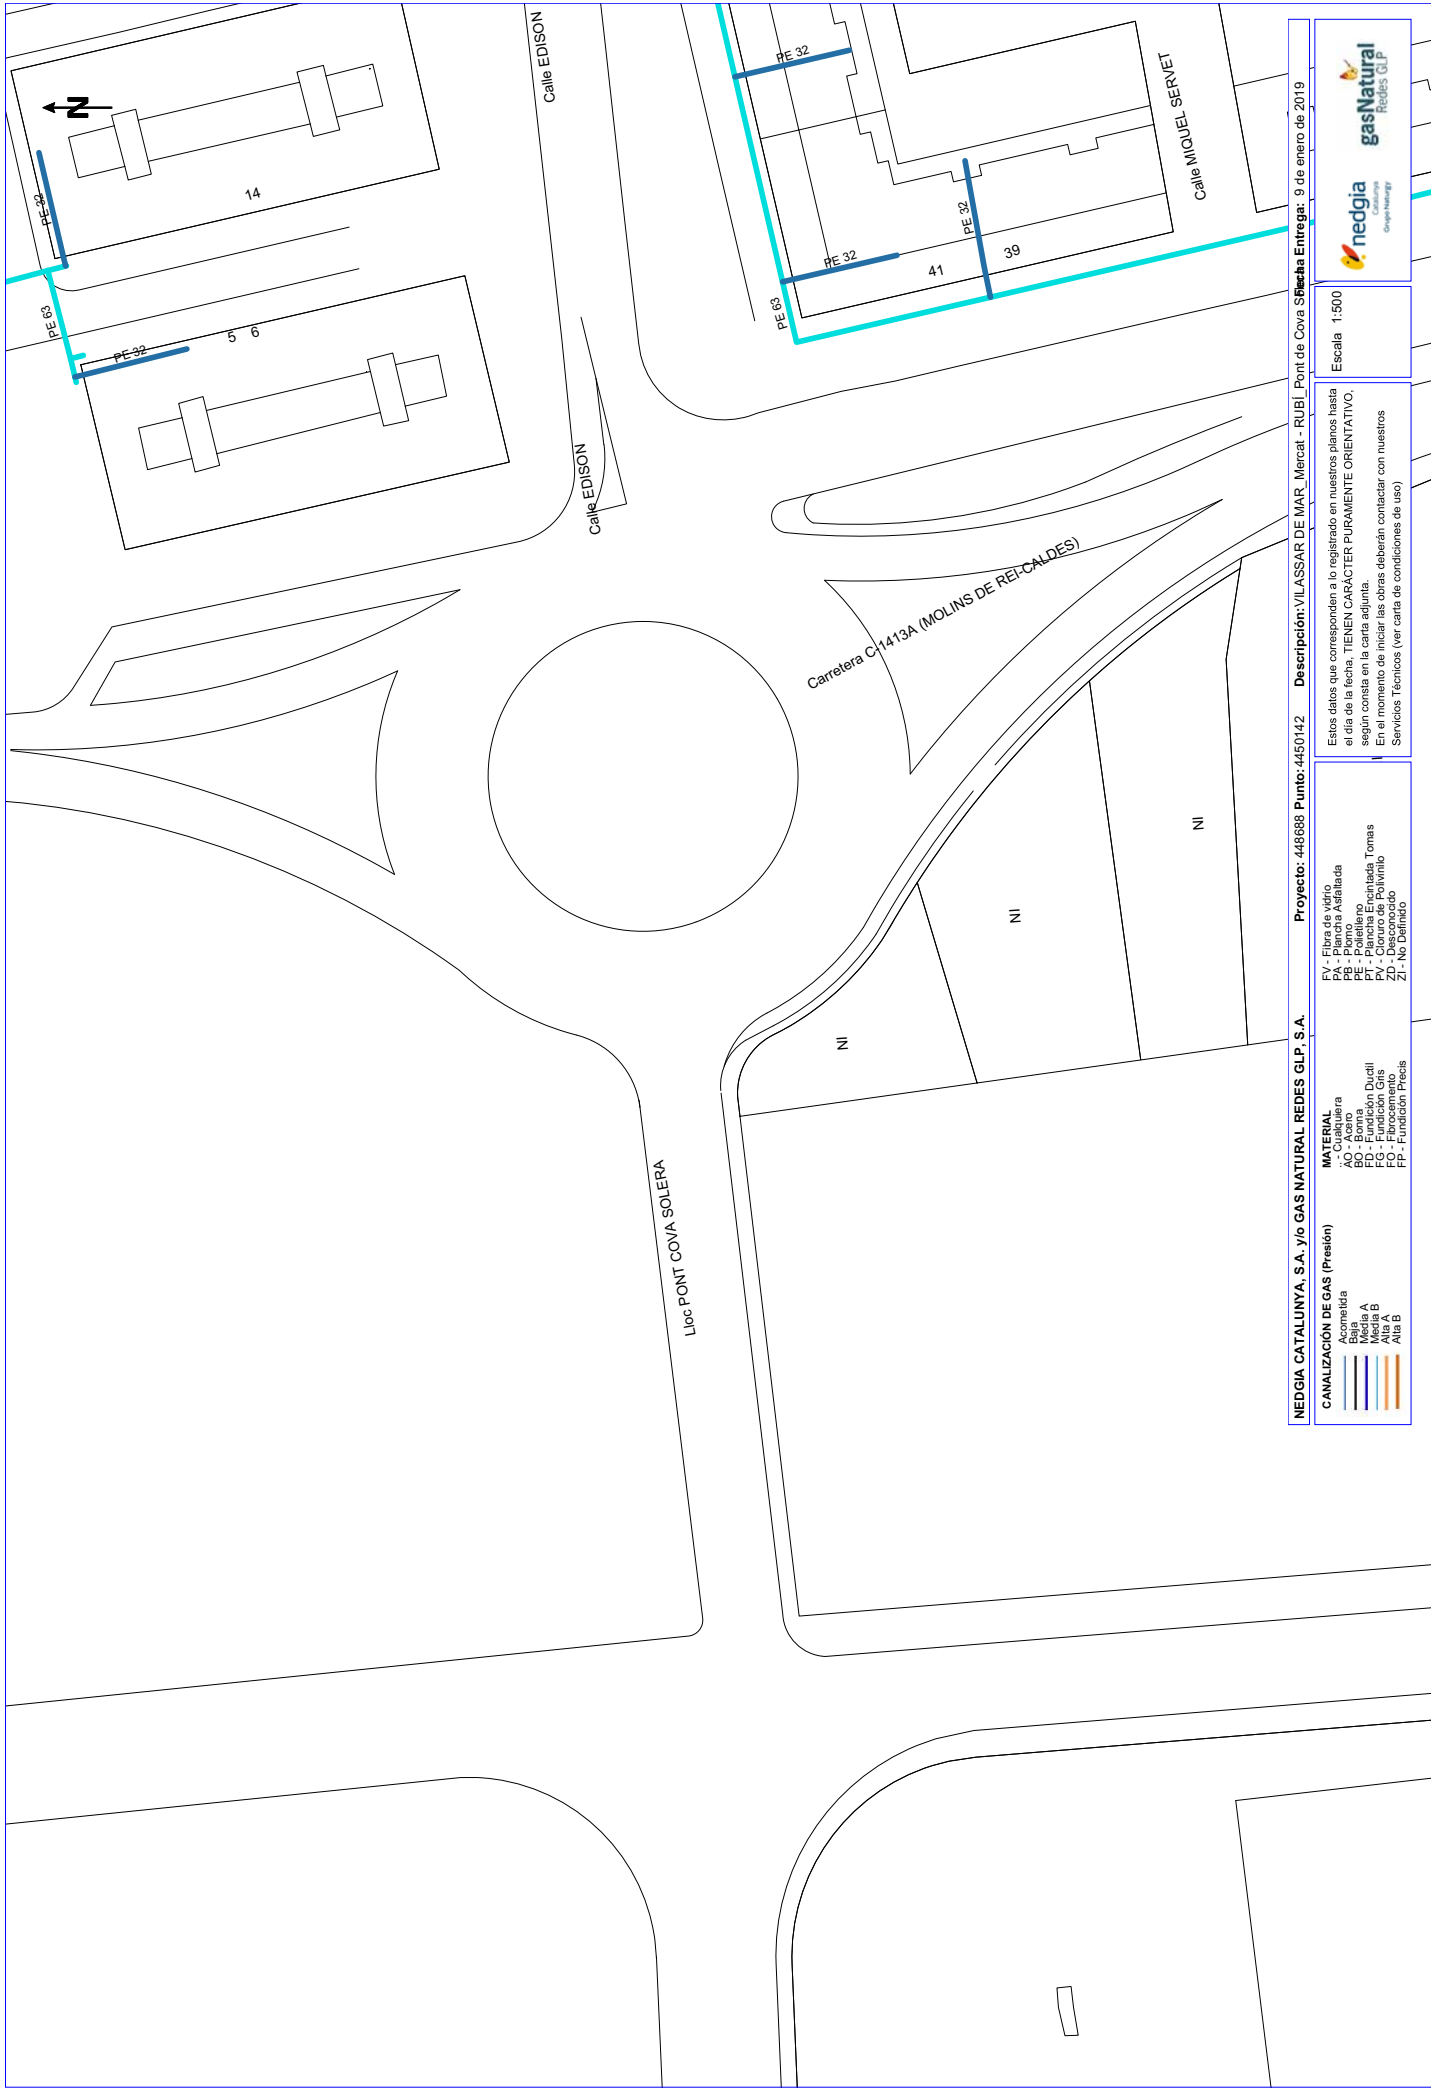 N
Calle EDISON
PE 32
PE 32
14
PE 63
PE 32
5
6
Calle EDISON
PE 32
PE 63
PE 32
41
39
Calle MIQUEL SERVET
Carretera C-1413A (MOLINS DE REI-CALDES)
NI
NI
NI
Lloc PONT COVA SOLERA
NEDGIA CATALUNYA, S.A. y/o GAS NATURAL REDES GLP, S.A.
Proyecto: 448688 Punto: 4450142
Descripción: VILASSAR DE MAR_Mercat - RUBÍ_Pont de Cova
Fecha Entrega: 9 de enero de 2019
CANALIZACIÓN DE GAS (Presión)
Acometida
Baja
Media A
Media B
Alta A
Alta B
MATERIAL
.. - Cualquiera
AO - Acero
BO - Bonna
FD - Fundición Ductil
FG - Fundición Gris
FO - Fibrocemento
FP - Fundición Precis
FV - Fibra de vidrio
PA - Plancha Asfaltada
PB - Plomo
PE - Polietileno
PT - Plancha Encintada Tomas
PV - Cloruro de Polivinilo
ZD - Desconocido
ZI - No Definido
Estos datos que corresponden a lo registrado en nuestros planos hasta
el día de la fecha, TIENEN CARÁCTER PURAMENTE ORIENTATIVO,
según consta en la carta adjunta.
En el momento de iniciar las obras deberán contactar con nuestros
Servicios Técnicos (ver carta de condiciones de uso)
Escala 1:500
nedgia
Catalunya
Grupo Naturgy
gasNatural
Redes GLP